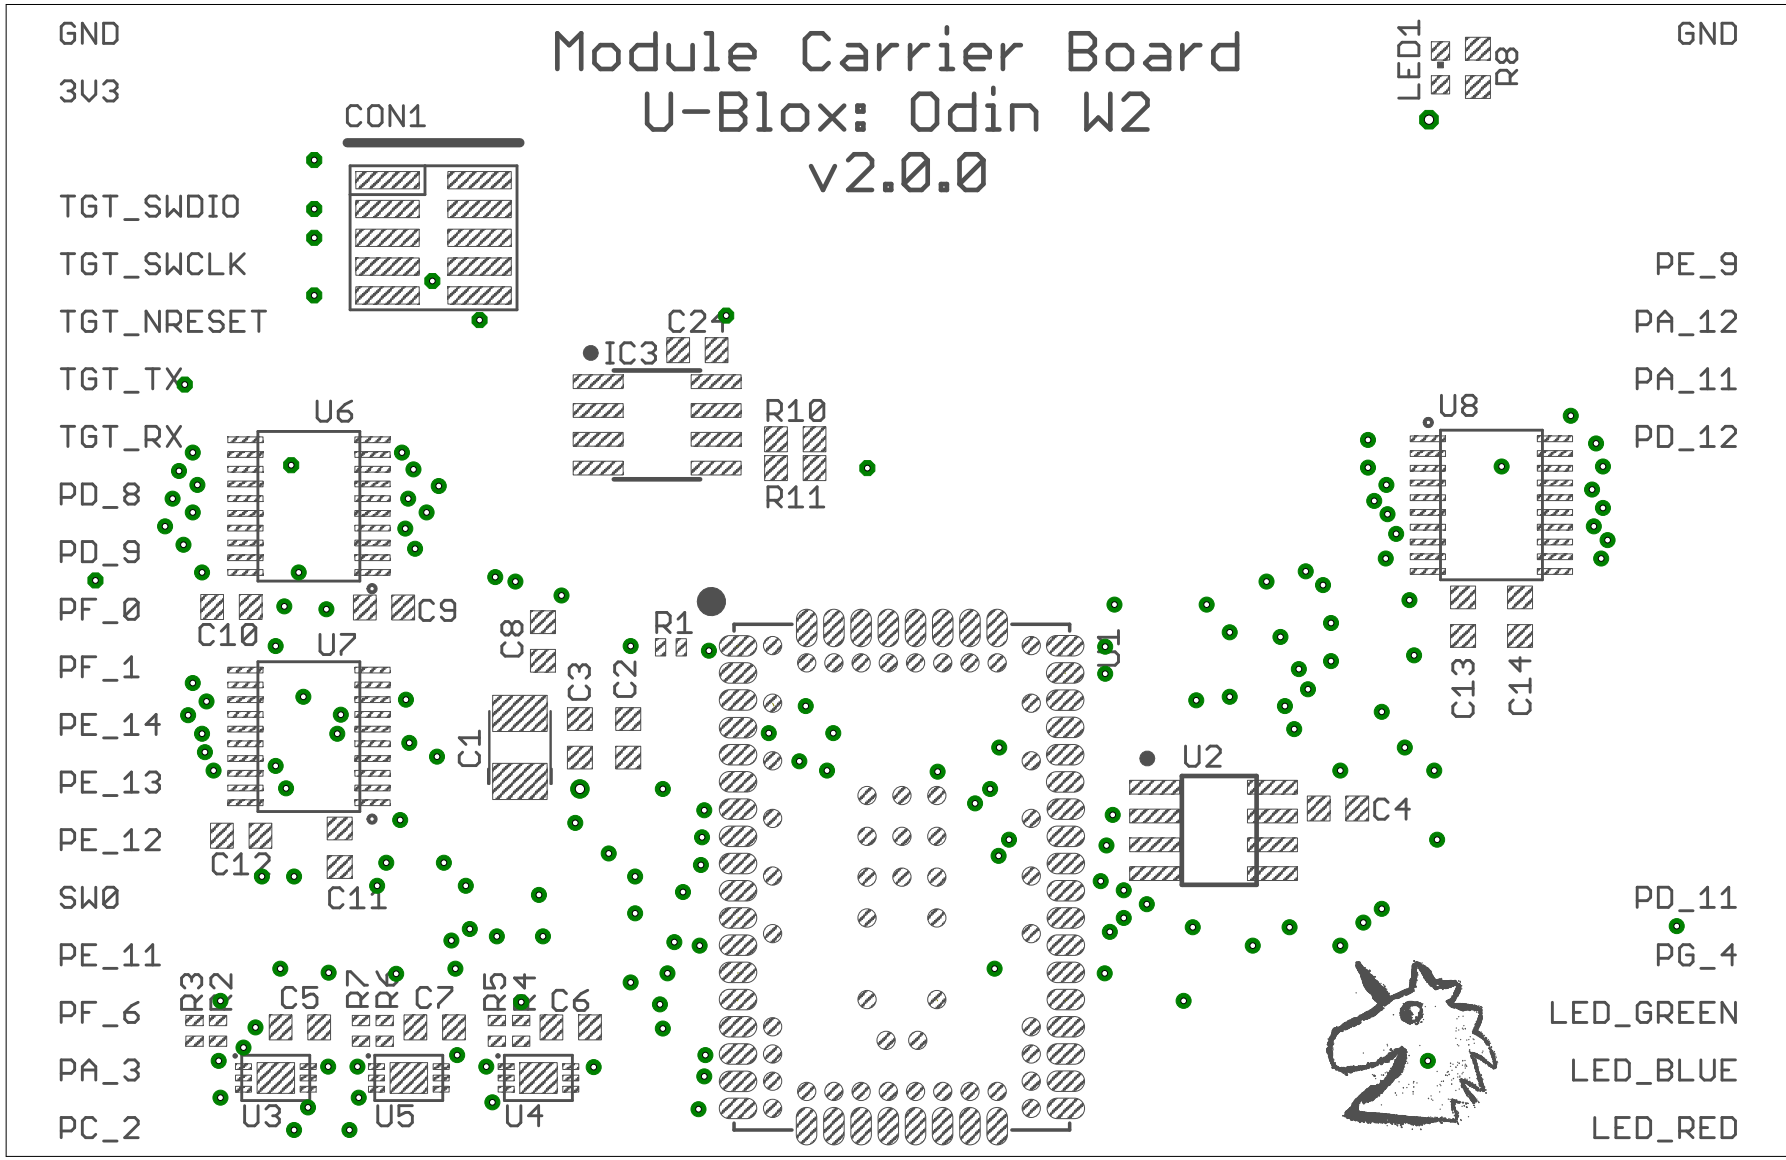 GND
Module Carrier Board
LED1
R8
GND
3V3
U-Blox: Odin W2
CON1
v2.0.0
TGT_SWDIO
TGT_SWCLK
PE_9
TGT_NRESET
C24
PA_12
IC3
TGT_TX
PA_11
U6
R10
U8
TGT_RX
PD_12
PD_8
R11
PD_9
PF_0
C10
C9
R1
C8
U7
U1
PF_1
C3
C2
C13
C14
PE_14
C1
U2
PE_13
C4
PE_12
C12
C11
SW0
PD_11
PE_11
PG_4
R3
R2
C5
R7
R6
C7
R5
R4
C6
PF_6
LED_GREEN
PA_3
LED_BLUE
U3
U5
U4
PC_2
LED_RED